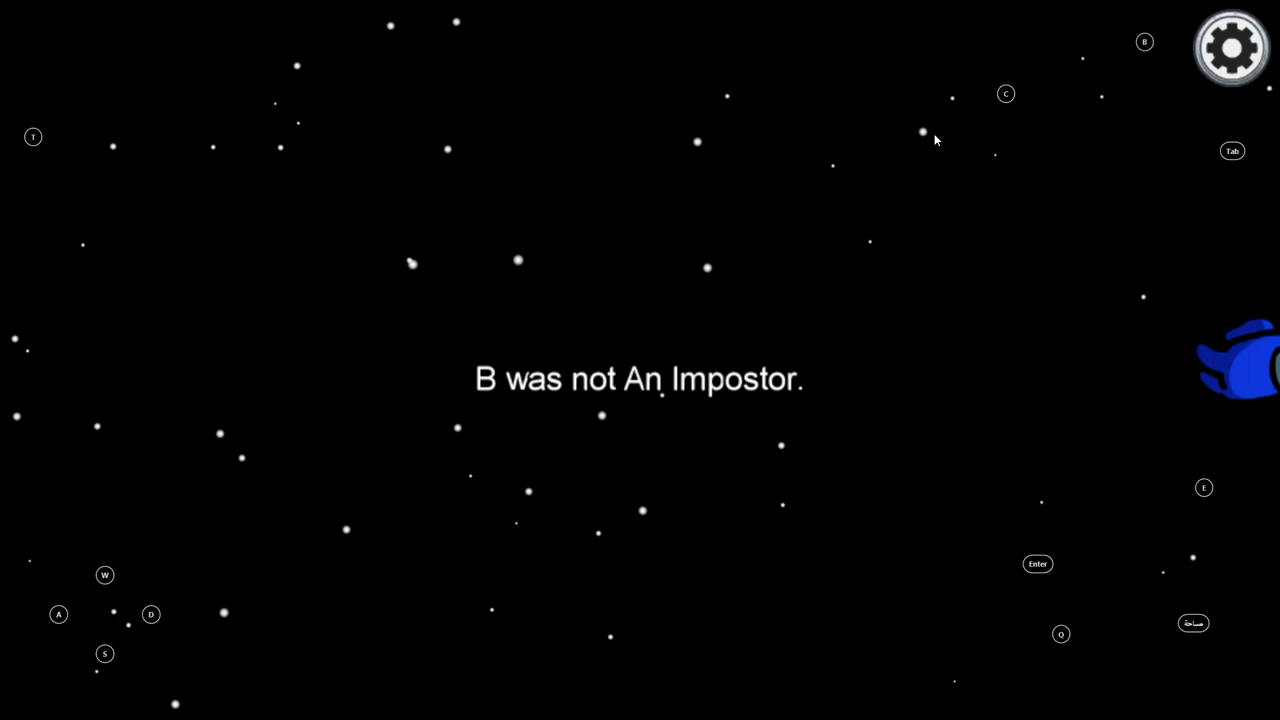 B
C
T
Tab
B was not An Impostor.
E
Enter
W
A
D
مساحة
Q
S